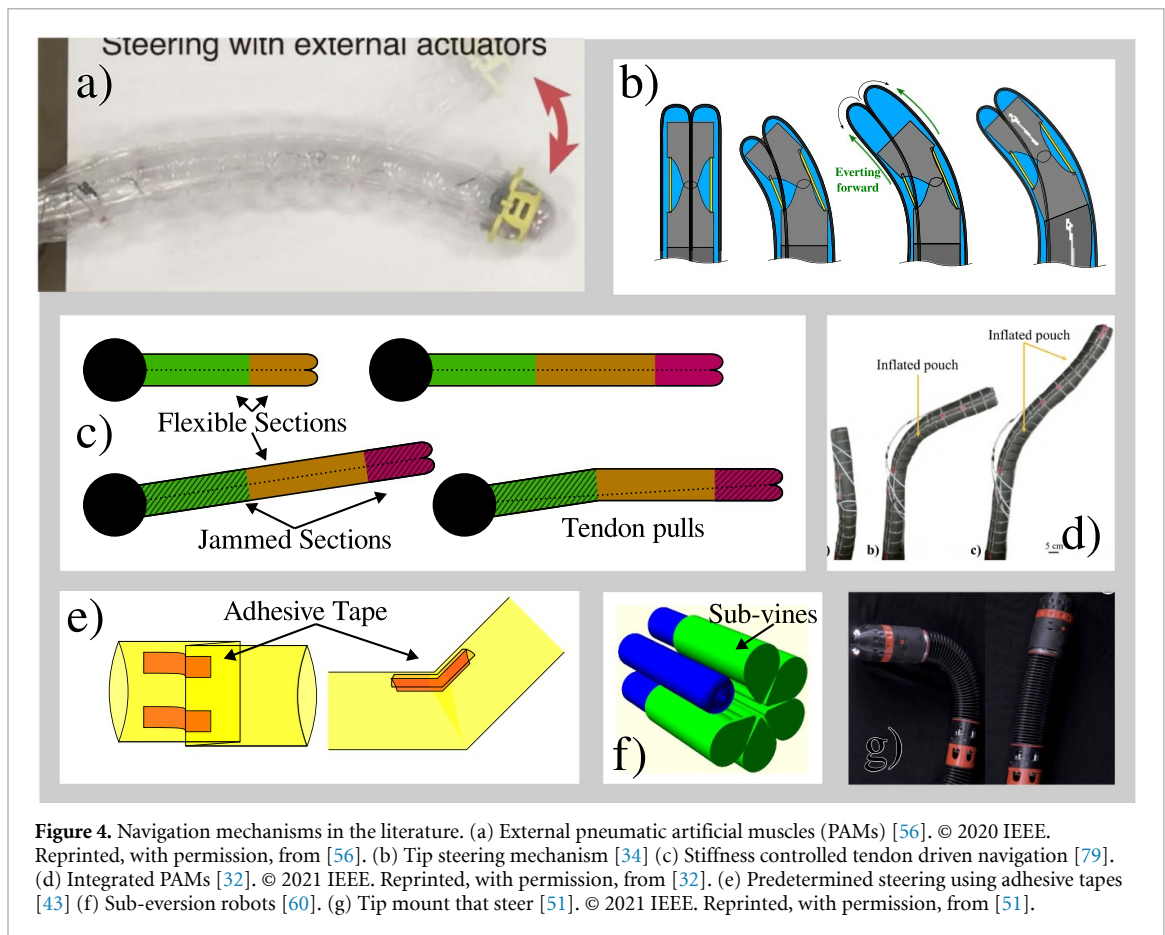 Steering with external actuators
a)
b)
Everting
forward
Flexible Sections
c)
Jammed Sections
Tendon pulls
Inflated pouch
Inflated pouch
)
b)
c)
5 cm
d)
e)
Adhesive Tape
Sub-vines
f)
g)
Figure 4. Navigation mechanisms in the literature. (a) External pneumatic artificial muscles (PAMs) [56]. © 2020 IEEE.
Reprinted, with permission, from [56]. (b) Tip steering mechanism [34] (c) Stiffness controlled tendon driven navigation [79].
(d) Integrated PAMs [32]. © 2021 IEEE. Reprinted, with permission, from [32]. (e) Predetermined steering using adhesive tapes
[43] (f) Sub-eversion robots [60]. (g) Tip mount that steer [51]. © 2021 IEEE. Reprinted, with permission, from [51].